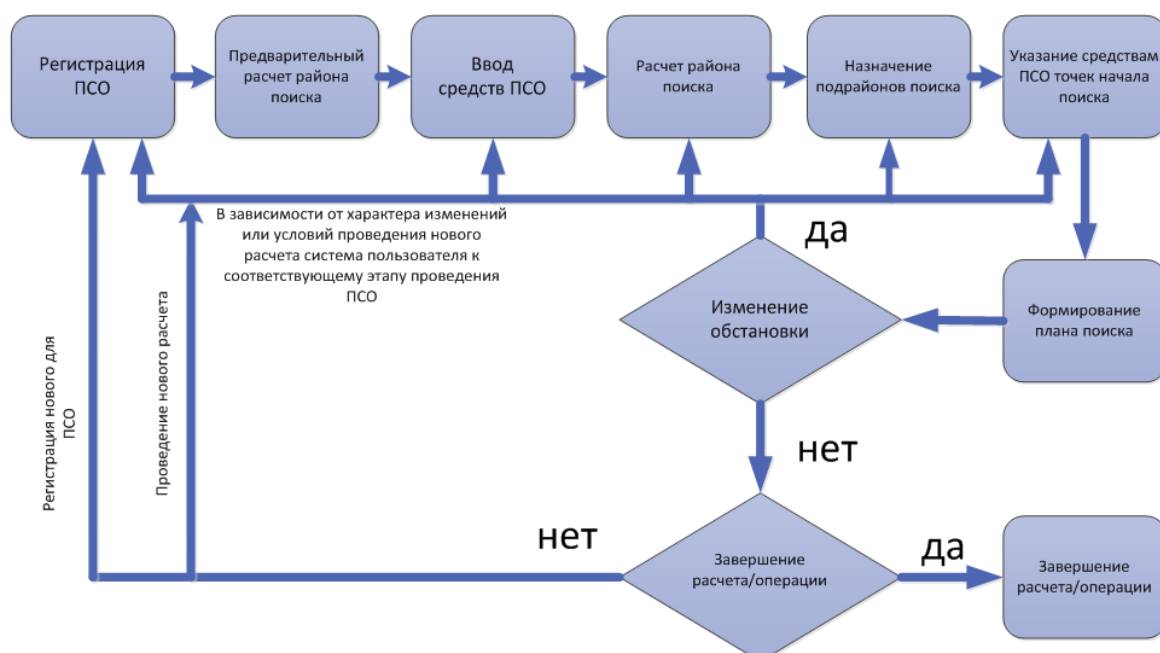 Регистрация
ПСО
Предварительный
расчет района
поиска
Ввод
средств ПСО
Расчет района
поиска
Назначение
подрайонов поиска
Указание средствам
ПСО точек начала
поиска
В зависимости от характера изменений
или условий проведения нового
расчета система пользователя к
соответствующему этапу проведения
ПСО
да
Изменение
обстановки
Формирование
плана поиска
Регистрация нового для
ПСО
Проведение нового расчета
нет
нет
Завершение
расчета/операции
да
Завершение
расчета/операции